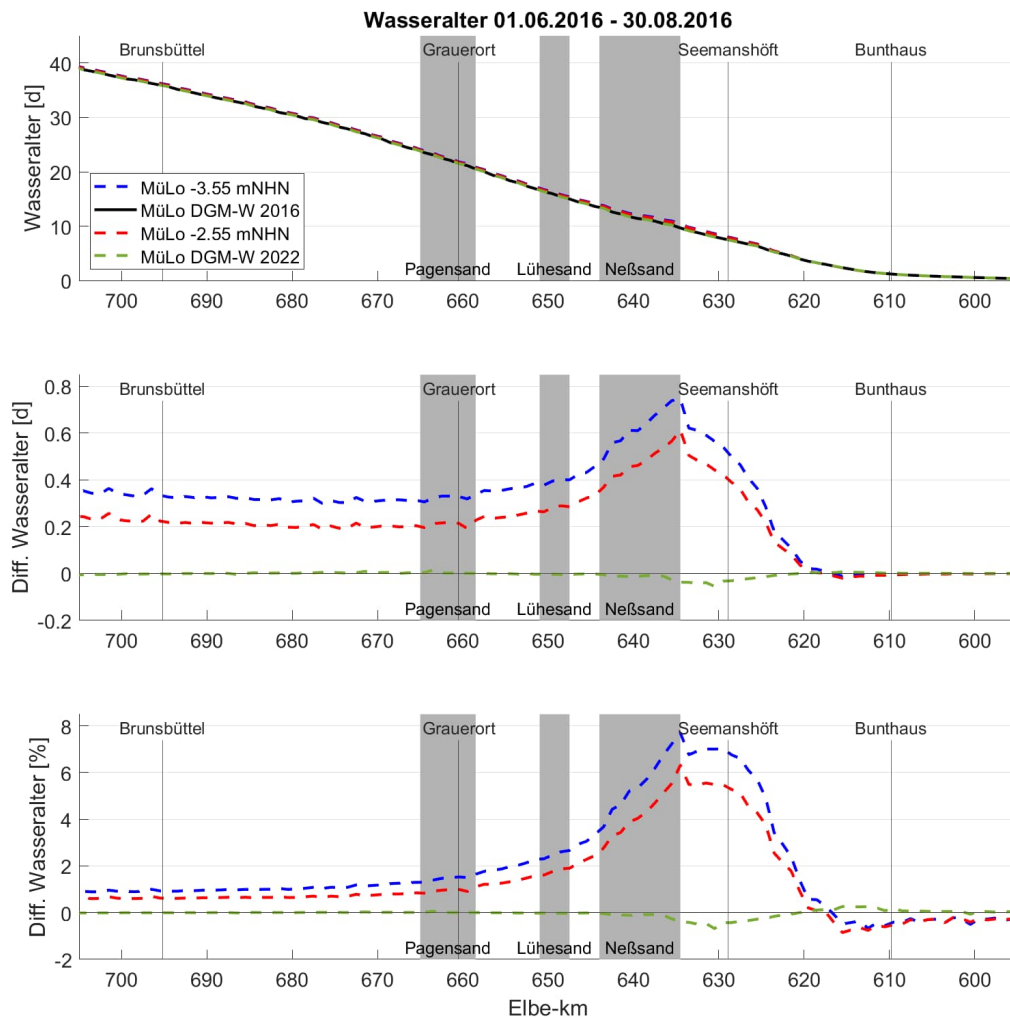 Wasseralter 01.06.2016 - 30.08.2016
Brunsbüttel Grauerort Seemanshöft Bunthaus
Wasseralter [d]
40
30
20
10
0
MüLo -3.55 mNHN
MüLo DGM-W 2016
MüLo -2.55 mNHN
MüLo DGM-W 2022
Pagensand Lühesand Neßsand
700 690 680 670 660 650 640 630 620 610 600
Brunsbüttel Grauerort Seemanshöft Bunthaus
Diff. Wasseralter [d]
0.8
0.6
0.4
0.2
0
-0.2
Pagensand Lühesand Neßsand
700 690 680 670 660 650 640 630 620 610 600
Brunsbüttel Grauerort Seemanshöft Bunthaus
Diff. Wasseralter [%]
8
6
4
2
0
-2
Pagensand Lühesand Neßsand
700 690 680 670 660 650 640 630 620 610 600
Elbe-km